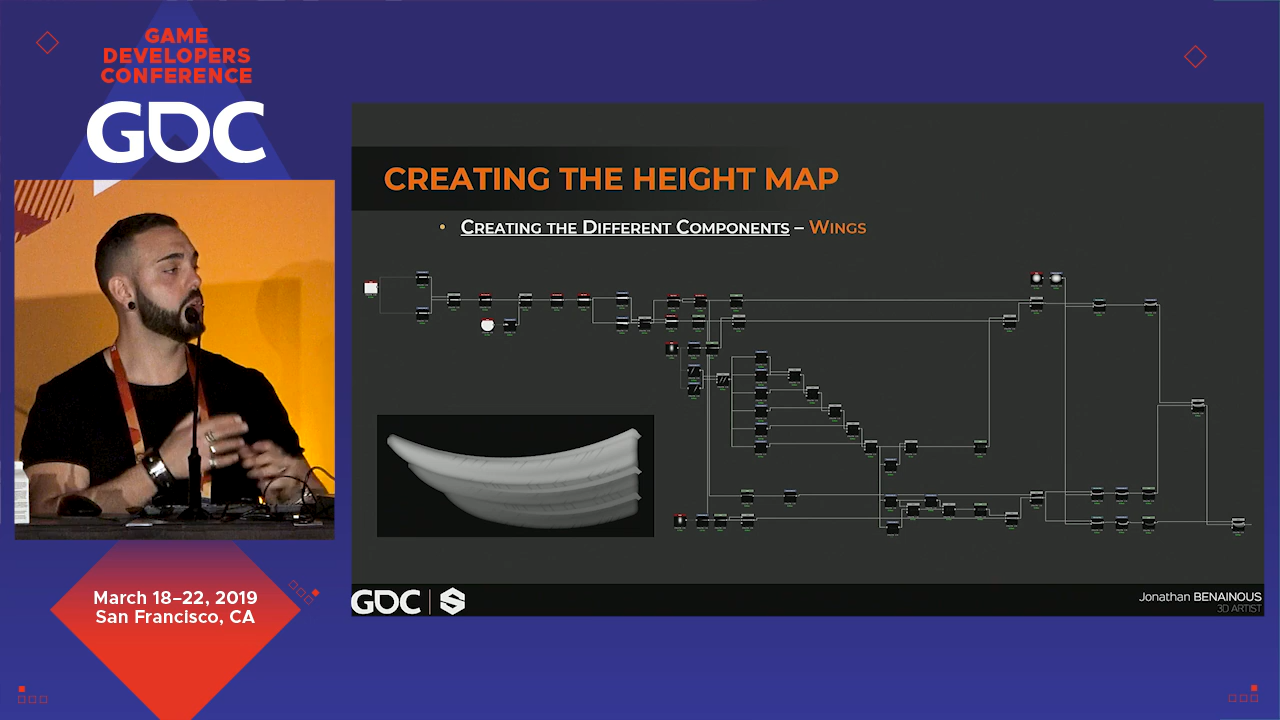 GAME
DEVELOPERS
CONFERENCE
GDC
CREATING THE HEIGHT MAP
• CREATING THE DIFFERENT COMPONENTS – WINGS
March 18–22, 2019
San Francisco, CA
GDC
Jonathan BENAINOUS
3D ARTIST